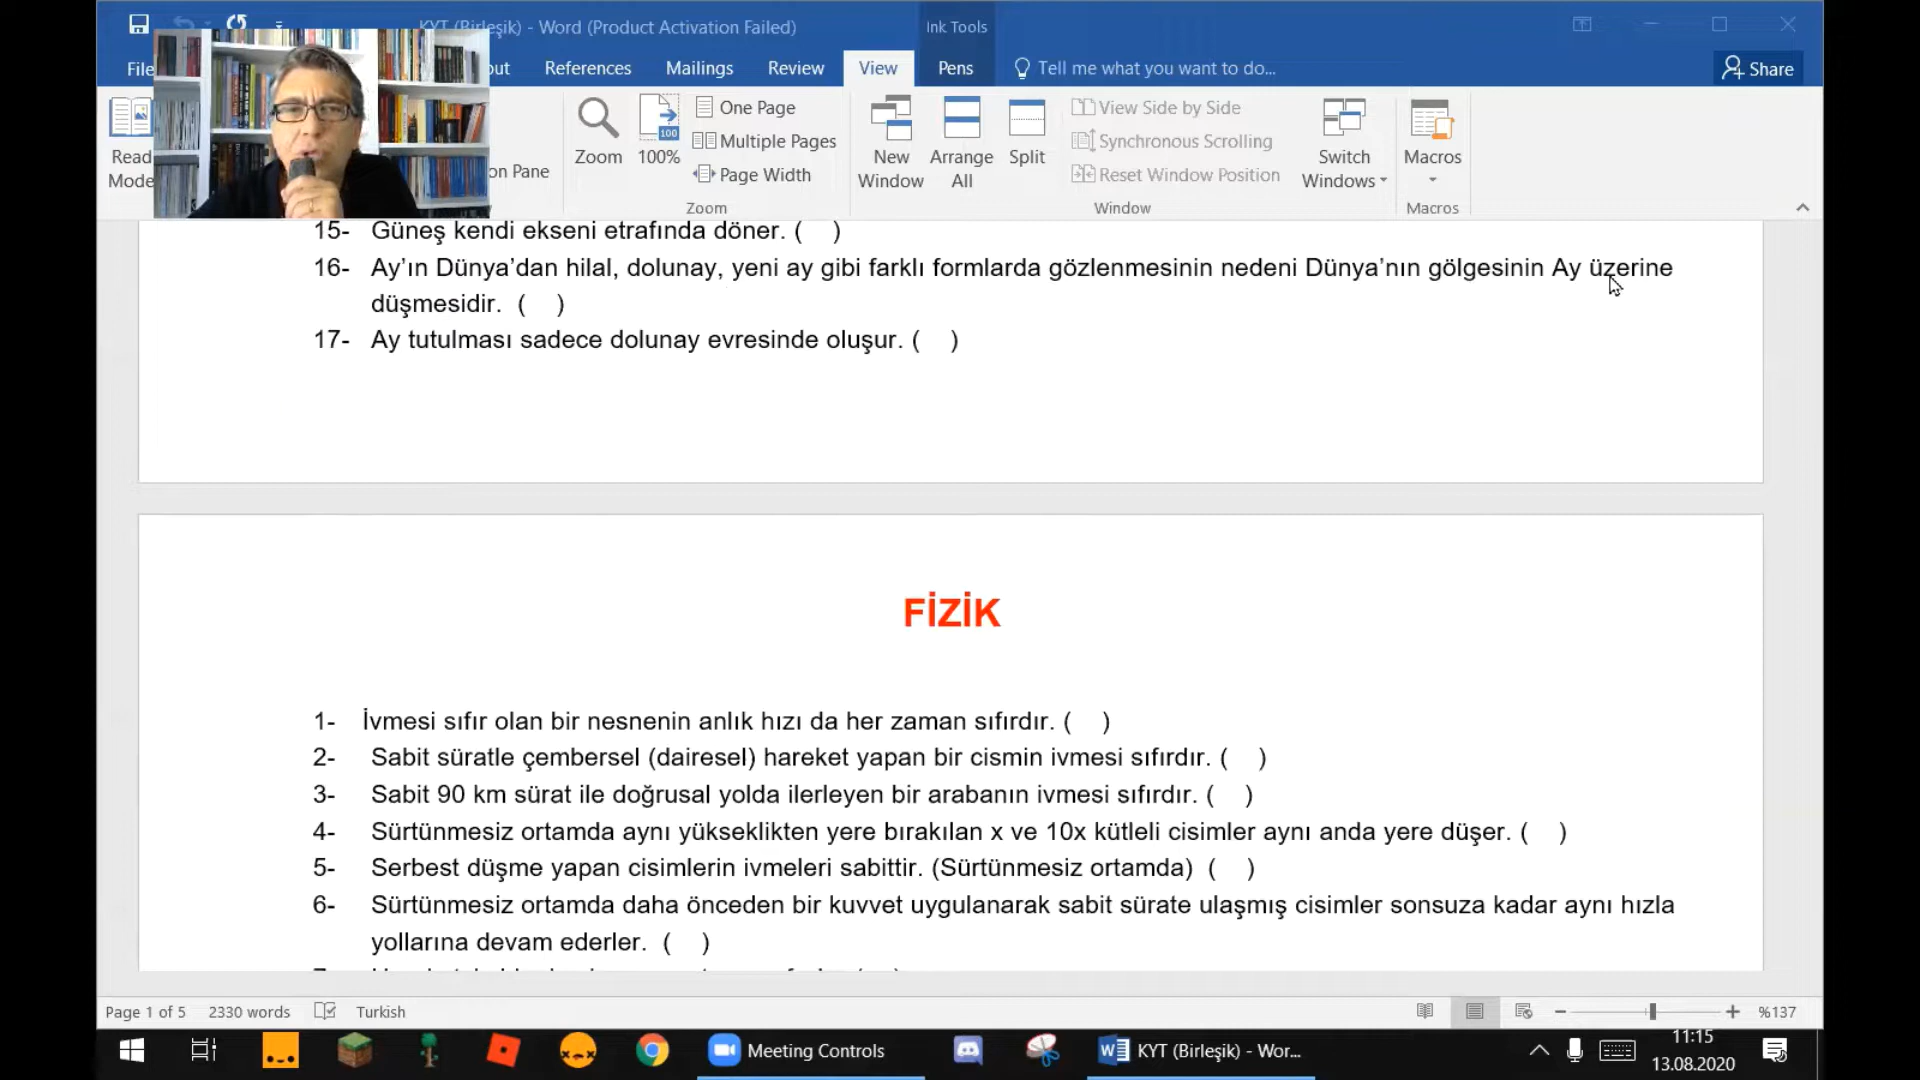 KYT (Birleşik) - Word (Product Activation Failed)
Ink Tools
File
References
Mailings
Review
View
Pens
Tell me what you want to do...
Share
Read
Mode
on Pane
Zoom
100
100%
One Page
Multiple Pages
Page Width
Zoom
New
Window
Arrange
All
Split
View Side by Side
Synchronous Scrolling
Reset Window Position
Window
Switch
Windows
Macros
Macros
15- Güneş kendi ekseni etrafında döner. ( )
16- Ay’ın Dünya’dan hilal, dolunay, yeni ay gibi farklı formlarda gözlenmesinin nedeni Dünya’nın gölgesinin Ay üzerine
düşmesidir. ( )
17- Ay tutulması sadece dolunay evresinde oluşur. ( )
FİZİK
1- İvmesi sıfır olan bir nesnenin anlık hızı da her zaman sıfırdır. ( )
2- Sabit süratle çembersel (dairesel) hareket yapan bir cismin ivmesi sıfırdır. ( )
3- Sabit 90 km sürat ile doğrusal yolda ilerleyen bir arabanın ivmesi sıfırdır. ( )
4- Sürtünmesiz ortamda aynı yükseklikten yere bırakılan x ve 10x kütleli cisimler aynı anda yere düşer. ( )
5- Serbest düşme yapan cisimlerin ivmeleri sabittir. (Sürtünmesiz ortamda) ( )
6- Sürtünmesiz ortamda daha önceden bir kuvvet uygulanarak sabit sürate ulaşmış cisimler sonsuza kadar aynı hızla
yollarına devam ederler. ( )
Page 1 of 5
2330 words
Turkish
%137
Meeting Controls
KYT (Birleşik) - Wor...
11:15
13.08.2020